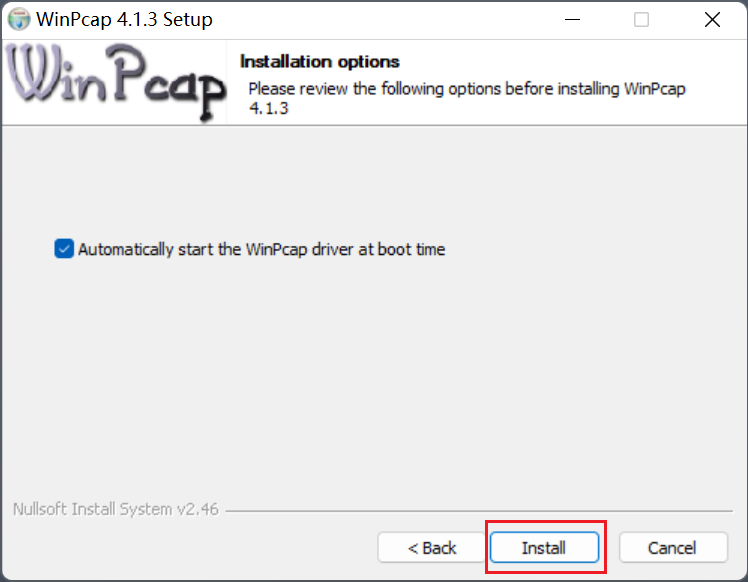 WinPcap 4.1.3 Setup
WinPcap
Installation options
Please review the following options before installing WinPcap
4.1.3
Automatically start the WinPcap driver at boot time
Nullsoft Install System v2.46
< Back
Install
Cancel